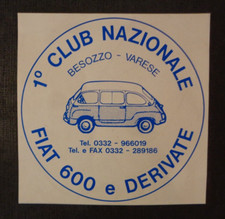 1° CLUB NAZIONALE
BESOZZO - VARESE
Tel. 0332 - 966019
Tel. e FAX 0332 - 289186
FIAT 600 e DERIVATE